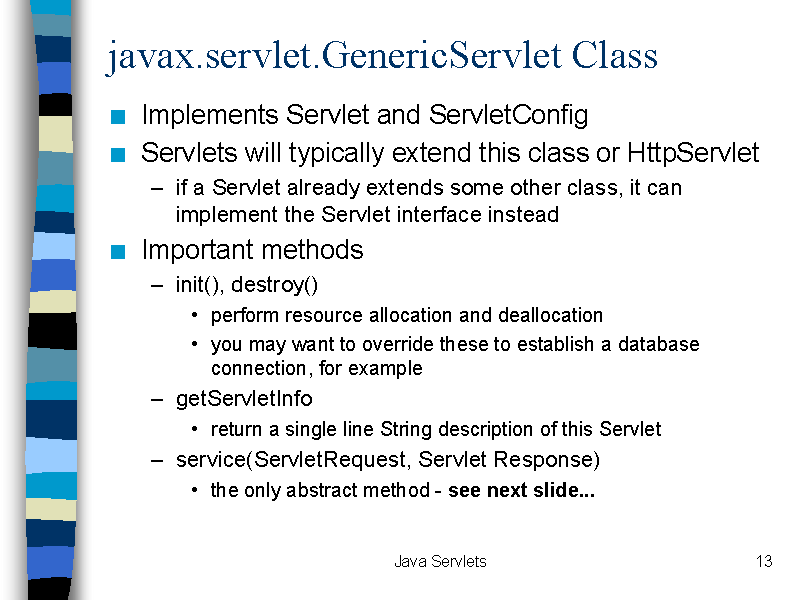 javax.servlet.GenericServlet Class
■ Implements Servlet and ServletConfig
■ Servlets will typically extend this class or HttpServlet
– if a Servlet already extends some other class, it can
implement the Servlet interface instead
■ Important methods
– init(), destroy()
• perform resource allocation and deallocation
• you may want to override these to establish a database
connection, for example
– getServletInfo
• return a single line String description of this Servlet
– service(ServletRequest, Servlet Response)
• the only abstract method - see next slide...
Java Servlets
13